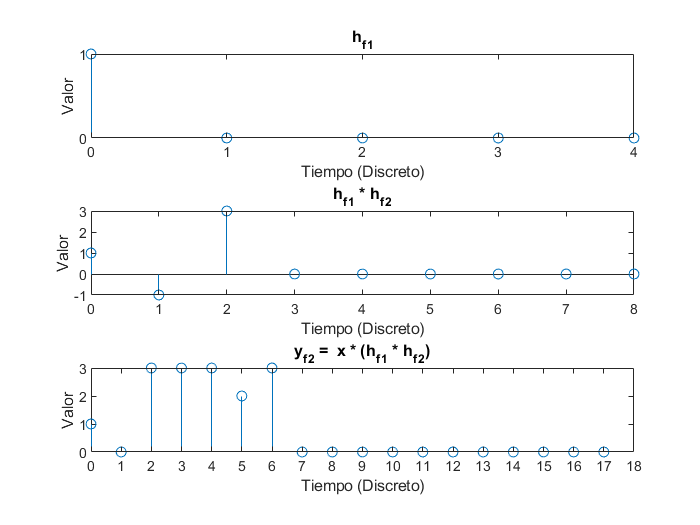 h_f1
1
0
Valor
0 1 2 3 4
Tiempo (Discreto)
h_f1 * h_f2
3
2
1
0
-1
Valor
0 1 2 3 4 5 6 7 8
Tiempo (Discreto)
y_f2 = x * (h_f1 * h_f2)
3
2
1
0
Valor
0 1 2 3 4 5 6 7 8 9 10 11 12 13 14 15 16 17 18
Tiempo (Discreto)